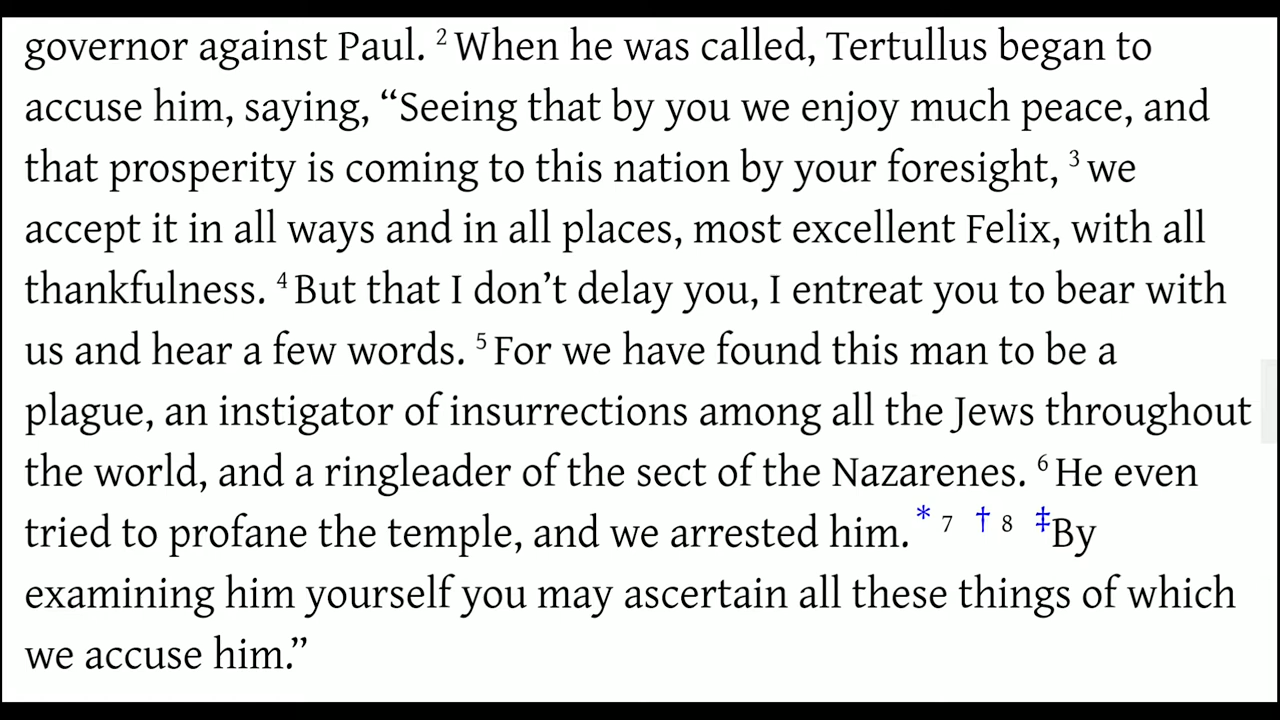 governor against Paul. 2 When he was called, Tertullus began to
accuse him, saying, “Seeing that by you we enjoy much peace, and
that prosperity is coming to this nation by your foresight, 3 we
accept it in all ways and in all places, most excellent Felix, with all
thankfulness. 4 But that I don’t delay you, I entreat you to bear with
us and hear a few words. 5 For we have found this man to be a
plague, an instigator of insurrections among all the Jews throughout
the world, and a ringleader of the sect of the Nazarenes. 6 He even
tried to profane the temple, and we arrested him. * 7 † 8 ‡By
examining him yourself you may ascertain all these things of which
we accuse him.”